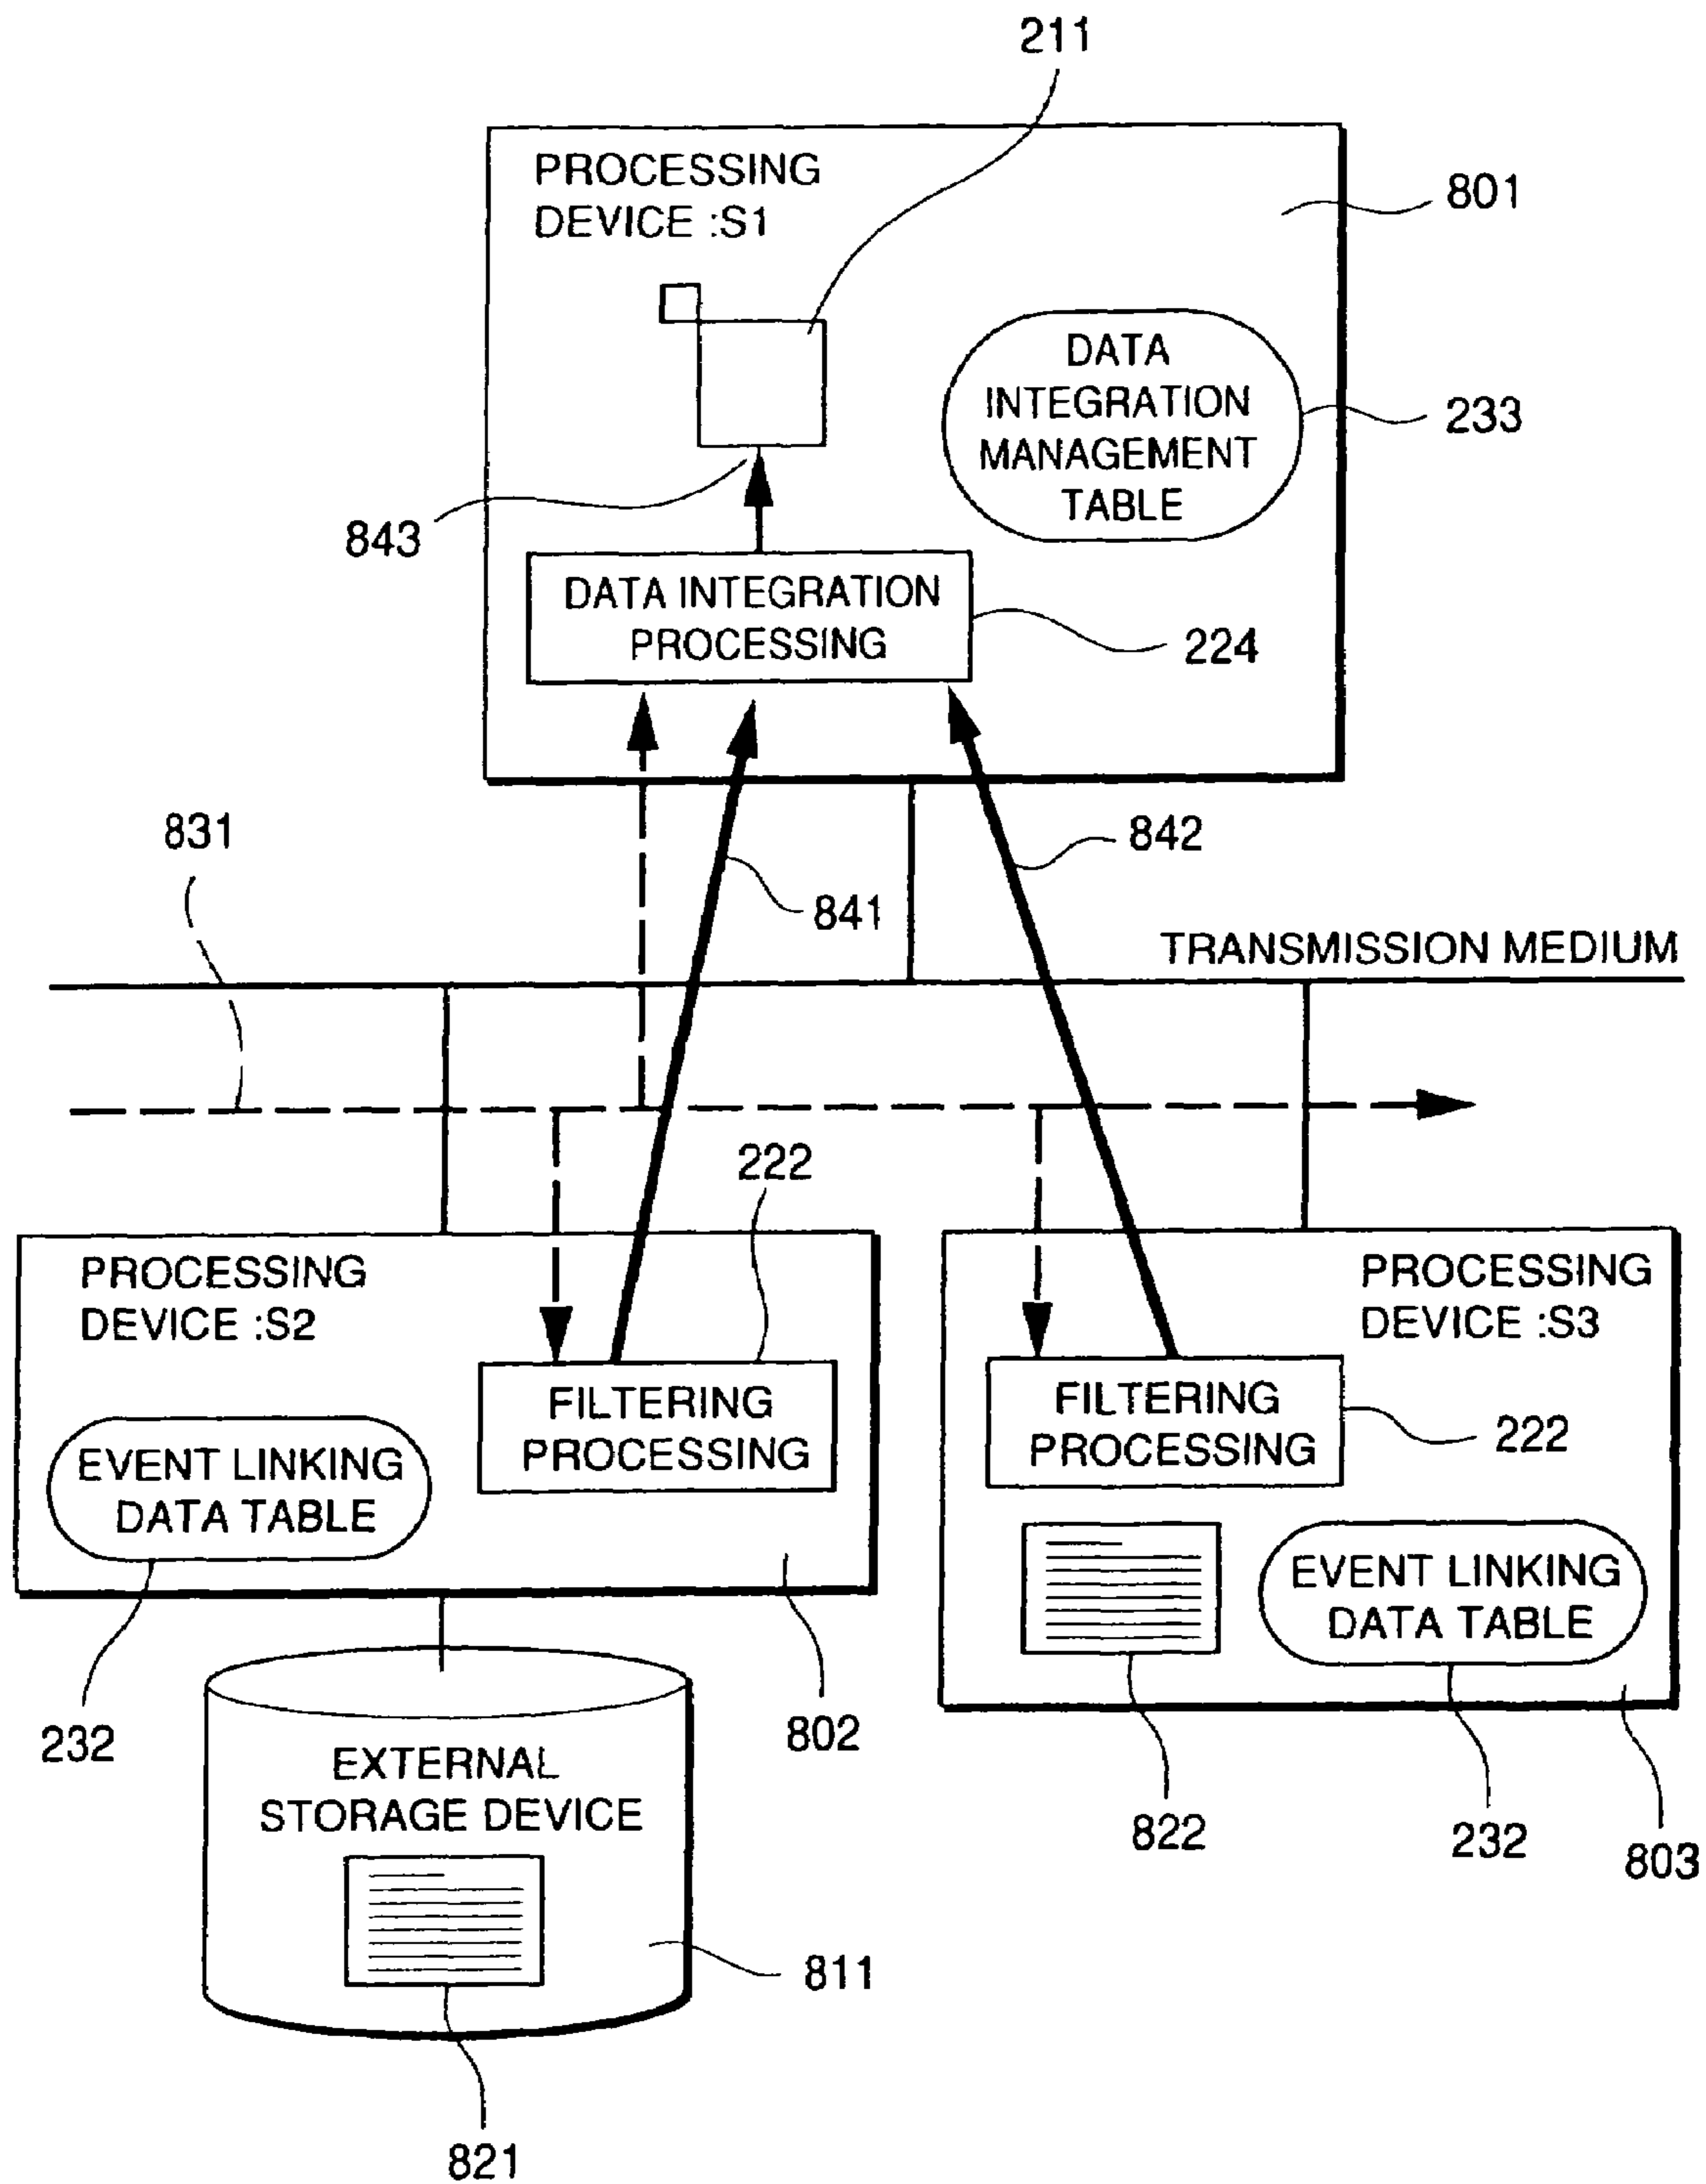 211
PROCESSING
DEVICE :S1
801
DATA
INTEGRATION
MANAGEMENT
TABLE
233
843
DATA INTEGRATION
PROCESSING
224
831
842
841
TRANSMISSION MEDIUM
222
PROCESSING
DEVICE :S2
FILTERING
PROCESSING
EVENT LINKING
DATA TABLE
PROCESSING
DEVICE :S3
FILTERING
PROCESSING
222
EVENT LINKING
DATA TABLE
232
802
EXTERNAL
STORAGE DEVICE
822
232
803
811
821